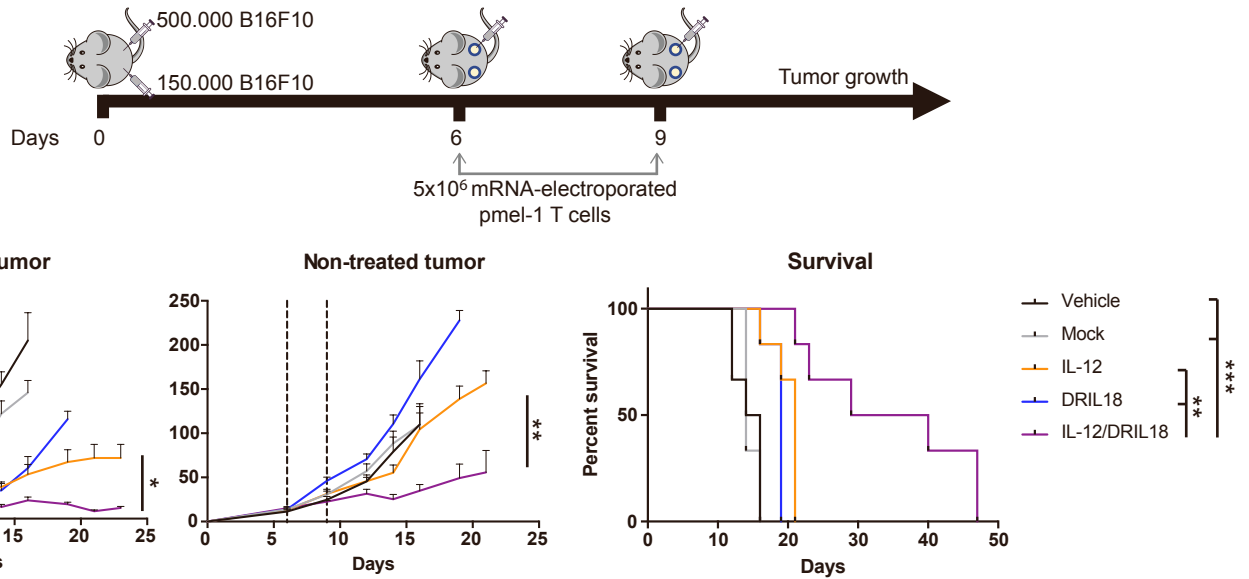 500.000 B16F10
150.000 B16F10
Tumor growth
Days 0 6 9
5x10⁶ mRNA-electroporated
pmel-1 T cells
umor
*
15 20 25
s
Non-treated tumor
250
200
150
100
50
0
**
0 5 10 15 20 25
Days
Survival
Percent survival
100
50
0
0 10 20 30 40 50
Days
Vehicle
Mock
IL-12
DRIL18
IL-12/DRIL18
**
***